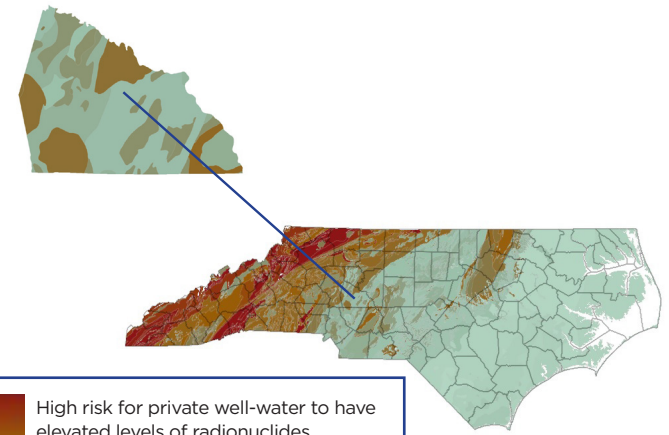 High risk for private well-water to have
elevated levels of radionuclides